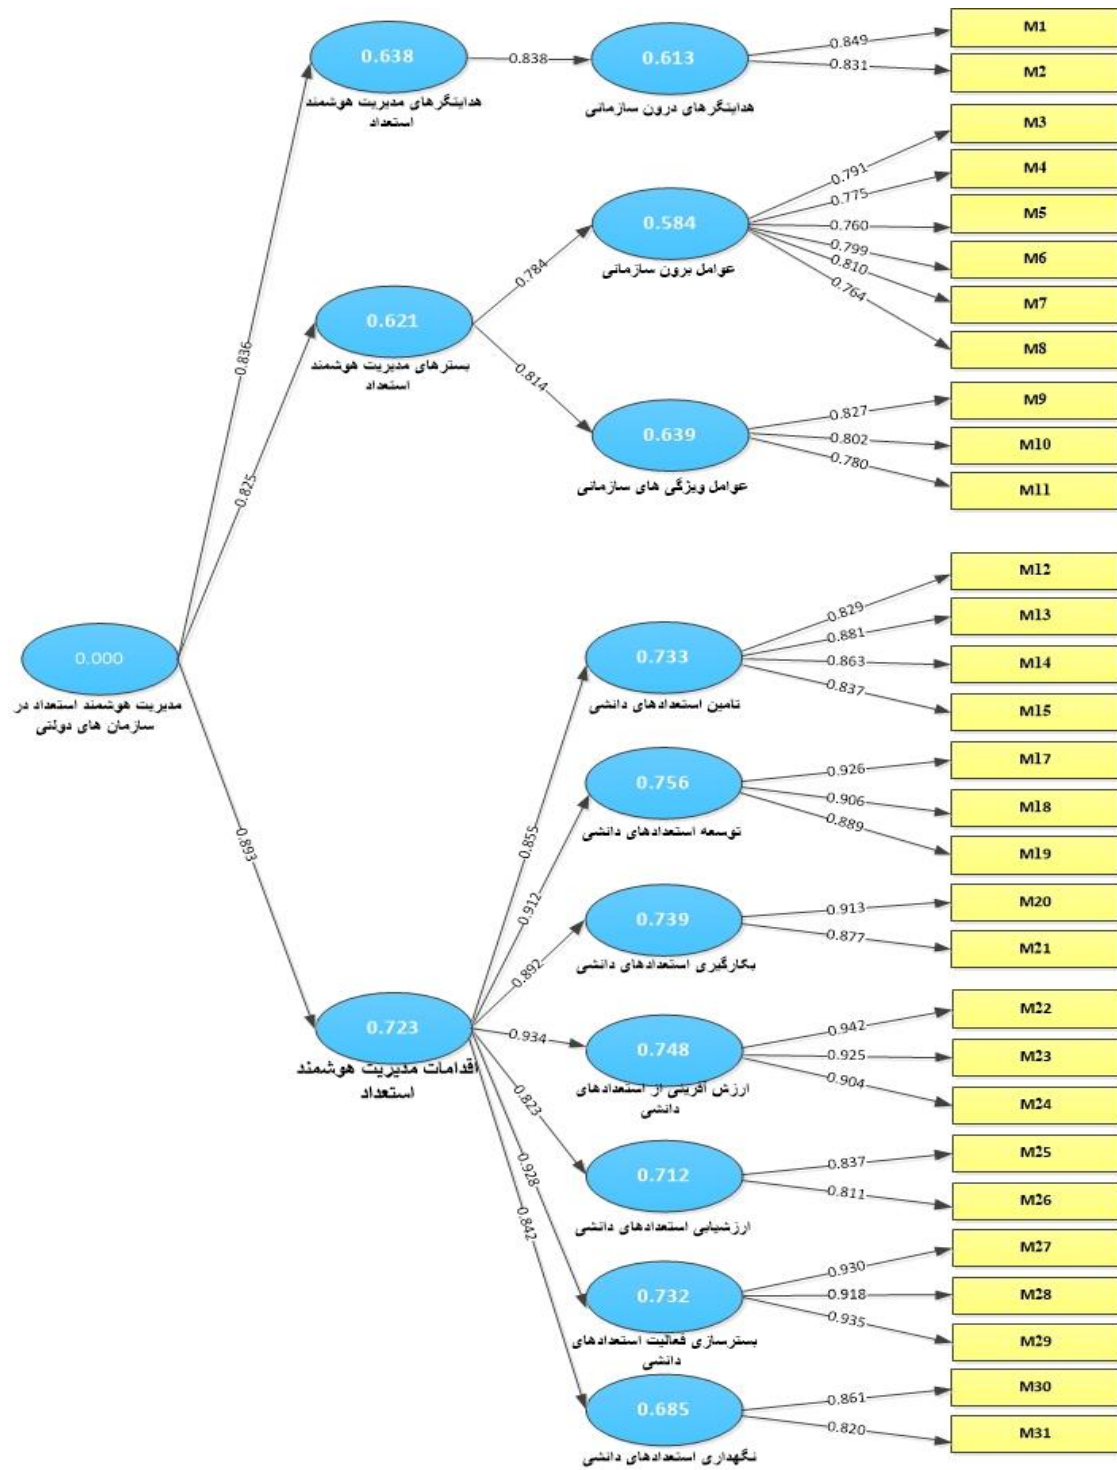 0.638
هدایتگرهای مدیریت هوشمند
استعداد
0.838
0.613
هدایتگرهای درون سازمانی
0.849
0.831
M1
M2
0.836
0.825
0.893
0.000
مدیریت هوشمند استعداد در
سازمان های دولتی
0.621
بسترهای مدیریت هوشمند
استعداد
0.784
0.814
0.584
عوامل برون سازمانی
0.791
0.775
0.760
0.799
0.810
0.764
M3
M4
M5
M6
M7
M8
0.639
عوامل ویژگی های سازمانی
0.827
0.802
0.780
M9
M10
M11
0.723
اقدامات مدیریت هوشمند
استعداد
0.855
0.912
0.892
0.934
0.823
0.928
0.842
0.733
تامین استعدادهای دانشی
0.829
0.881
0.863
0.837
M12
M13
M14
M15
0.756
توسعه استعدادهای دانشی
0.926
0.906
0.889
M17
M18
M19
0.739
بکارگیری استعدادهای دانشی
0.913
0.877
M20
M21
0.748
ارزش آفرینی از استعدادهای
دانشی
0.942
0.925
0.904
M22
M23
M24
0.712
ارزشیابی استعدادهای دانشی
0.837
0.811
M25
M26
0.732
بسترسازی فعالیت استعدادهای
دانشی
0.930
0.918
0.935
M27
M28
M29
0.685
نگهداری استعدادهای دانشی
0.861
0.820
M30
M31